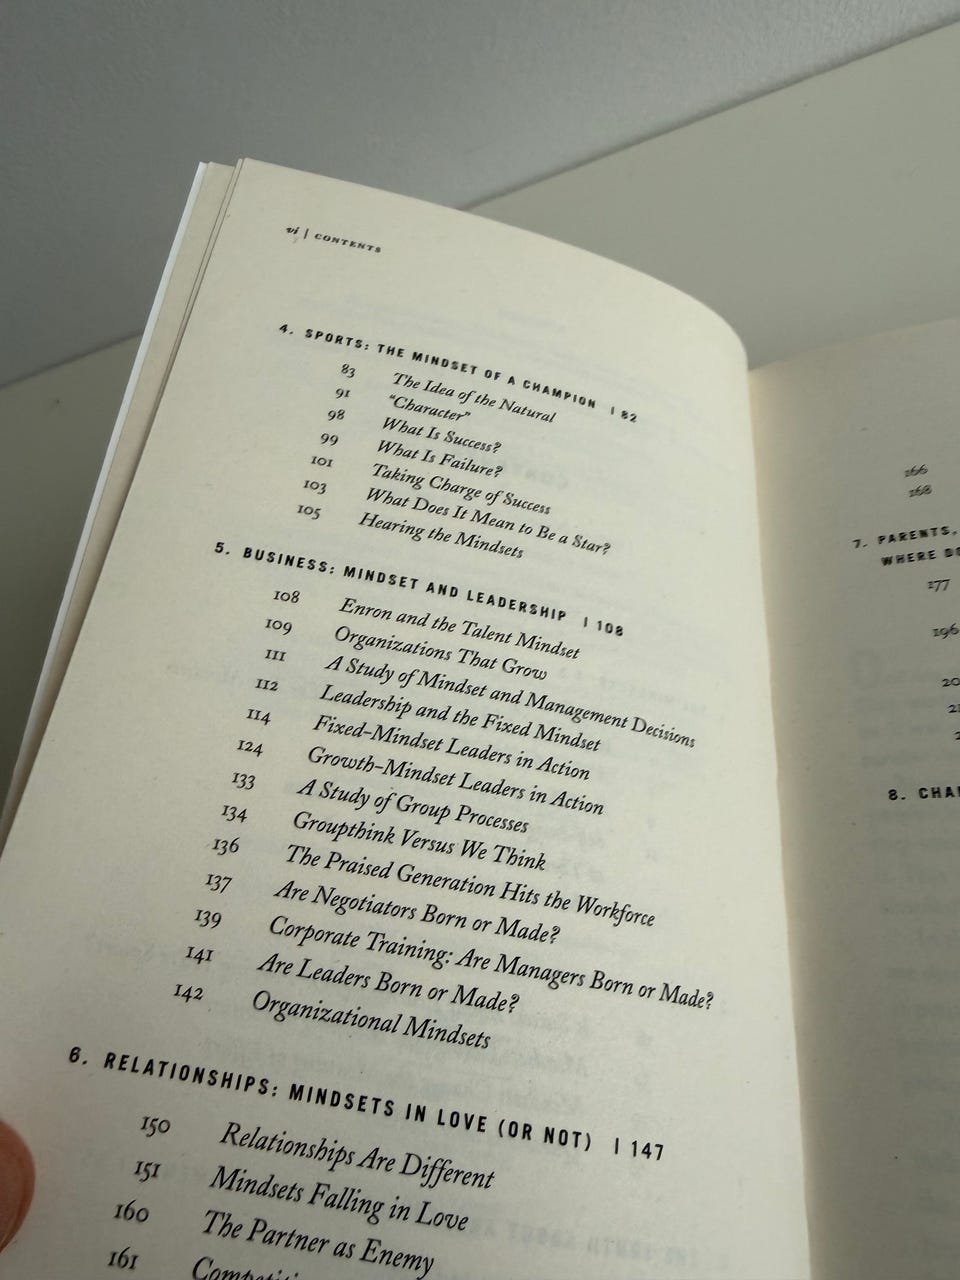 vi | CONTENTS
4. SPORTS: THE MINDSET OF A CHAMPION | 82
83 The Idea of the Natural
91 “Character”
98 What Is Success?
99 What Is Failure?
101 Taking Charge of Success
103 What Does It Mean to Be a Star?
105 Hearing the Mindsets
5. BUSINESS: MINDSET AND LEADERSHIP | 108
108 Enron and the Talent Mindset
109 Organizations That Grow
111 A Study of Mindset and Management Decisions
112 Leadership and the Fixed Mindset
114 Fixed-Mindset Leaders in Action
124 Growth-Mindset Leaders in Action
133 A Study of Group Processes
134 Groupthink Versus We Think
136 The Praised Generation Hits the Workforce
137 Are Negotiators Born or Made?
139 Corporate Training: Are Managers Born or Made?
141 Are Leaders Born or Made?
142 Organizational Mindsets
6. RELATIONSHIPS: MINDSETS IN LOVE (OR NOT) | 147
150 Relationships Are Different
151 Mindsets Falling in Love
160 The Partner as Enemy
161
166
168
7. PARENTS,
WHERE
177
196
8.